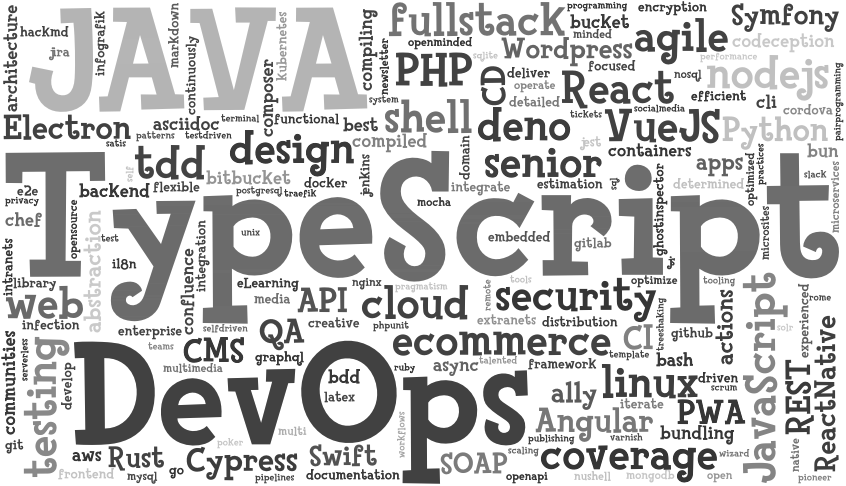 architecture
hackmd
jira
infografik
markdown
JAVA
continuously
kubernetes
compiling
newsletter
fullstack
openminded
sqlite
programming
bucket
minded
encryption
Symfony
Wordpress
agile
codeception
performance
PHP
CD
deliver
focused
operate
detailed
React
nosql
nodejs
efficient
cli
cordova
pairprogramming
Electron
asciidoc
patterns
testdriven
satis
terminal
composer
functional
best
system
compiled
shell
deno
tickets
socialmedia
VueJS
Python
jest
containers
bun
tdd
design
self
bitbucket
postgresql
traefik
docker
jenkins
domain
senior
estimation
sql
apps
determined
optimized
practices
slack
microservices
e2e
privacy
backend
flexible
integrate
mocha
TypeScript
chef
opensource
abstraction
test
il8n
unix
embedded
gitlab
ghostinspector
microsites
intranets
library
confluence
integration
eLearning
media
nginx
pragmatism
API
cloud
remote
tools
security
optimize
tooling
rome
web
infection
enterprise
selfdriven
QA
creative
phpunit
extranets
distribution
CI
treeshaking
github
actions
JavaScript
solr
experienced
communities
serverless
testing
develop
teams
CMS
multimedia
graphql
ecommerce
template
bash
framework
DevOps
bdd
latex
ruby
async
talented
ally
linux
driven
scrum
REST
ReactNative
iterate
Angular
PWA
publishing
varnish
bundling
workflows
git
aws
frontend
Rust
mysql
go
poker
multi
Cypress
pipelines
Swift
documentation
SOAP
scaling
openapi
coverage
nushell
mongodb
wizard
open
native
pioneer